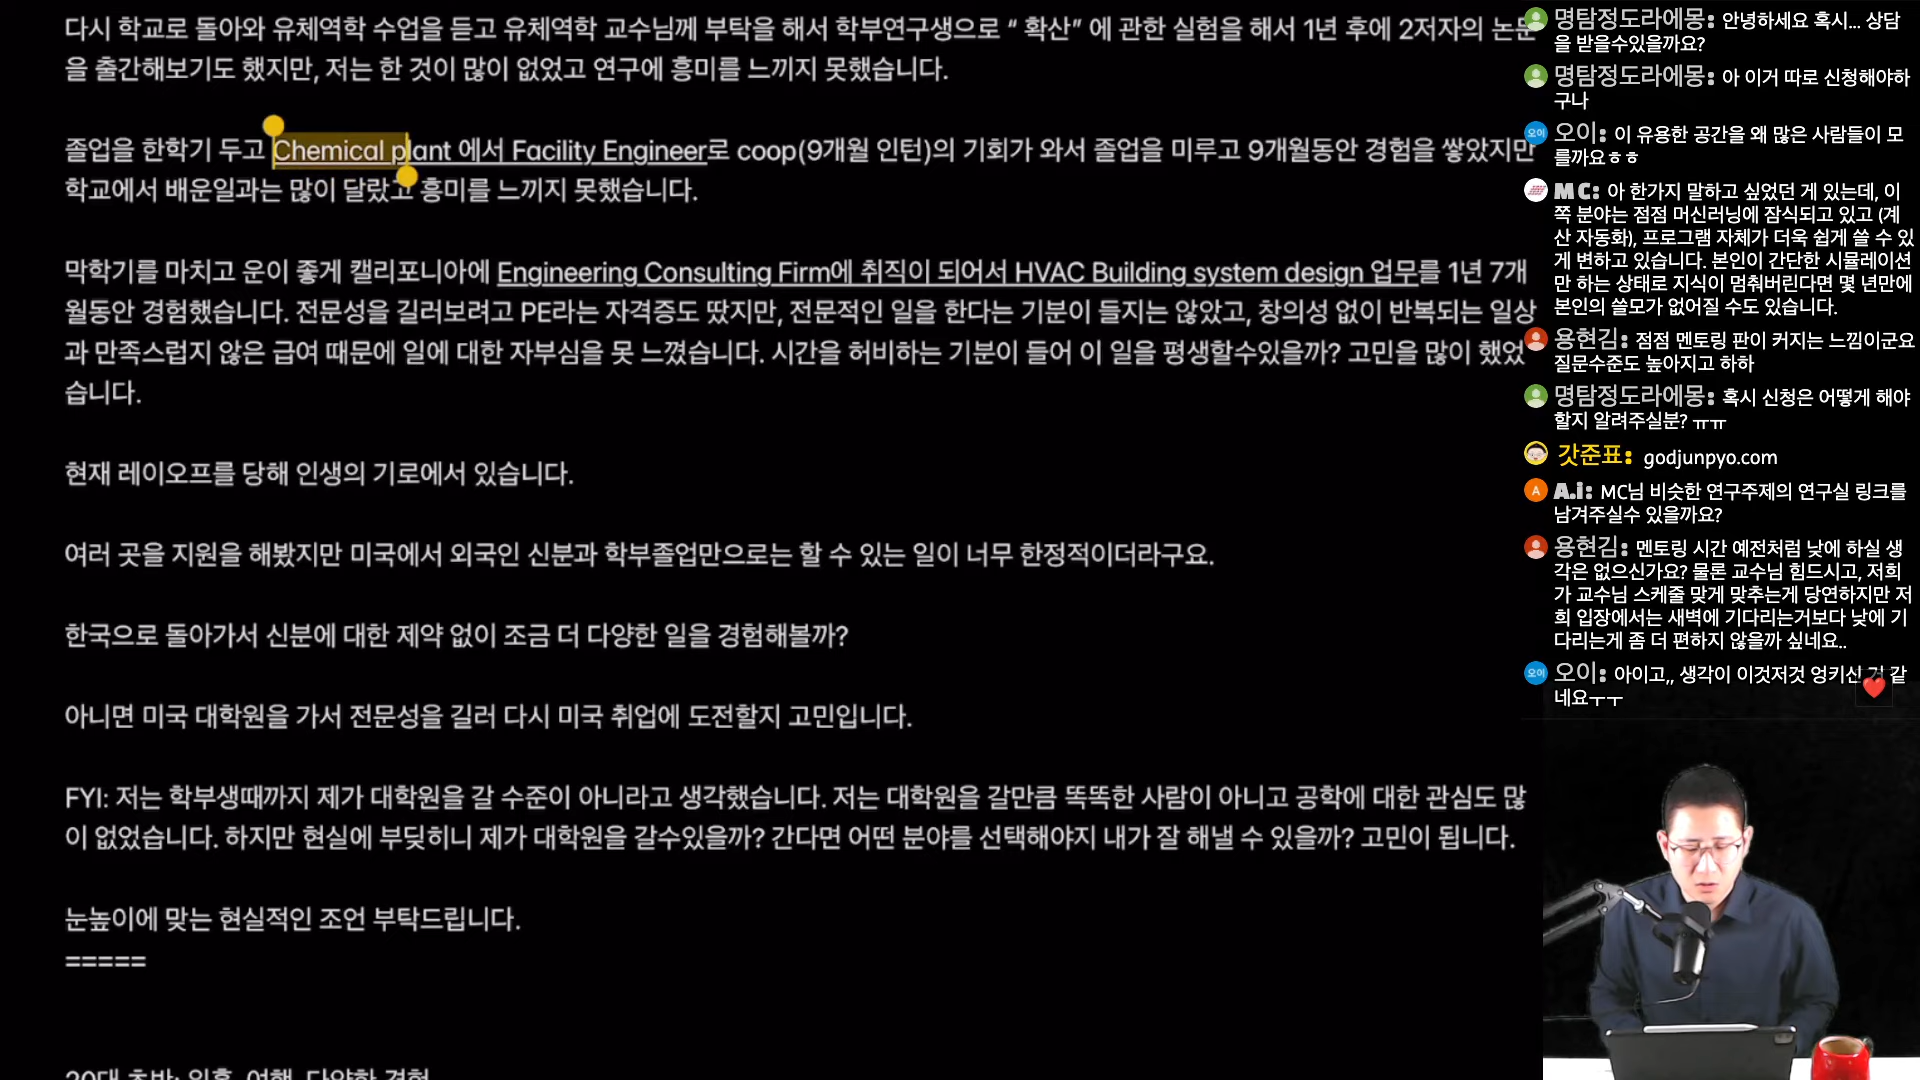 다시 학교로 돌아와 유체역학 수업을 듣고 유체역학 교수님께 부탁을 해서 학부연구생으로 “ 확산” 에 관한 실험을 해서 1년 후에 2저자의 논문
을 출간해보기도 했지만, 저는 한 것이 많이 없었고 연구에 흥미를 느끼지 못했습니다.
졸업을 한학기 두고 Chemical plant 에서 Facility Engineer로 coop(9개월 인턴)의 기회가 와서 졸업을 미루고 9개월동안 경험을 쌓았지만
학교에서 배운일과는 많이 달랐고 흥미를 느끼지 못했습니다.
막학기를 마치고 운이 좋게 캘리포니아에 Engineering Consulting Firm에 취직이 되어서 HVAC Building system design 업무를 1년 7개
월동안 경험했습니다. 전문성을 길러보려고 PE라는 자격증도 땄지만, 전문적인 일을 한다는 기분이 들지는 않았고, 창의성 없이 반복되는 일상
과 만족스럽지 않은 급여 때문에 일에 대한 자부심을 못 느꼈습니다. 시간을 허비하는 기분이 들어 이 일을 평생할수있을까? 고민을 많이 했었
습니다.
현재 레이오프를 당해 인생의 기로에서 있습니다.
여러 곳을 지원을 해봤지만 미국에서 외국인 신분과 학부졸업만으로는 할 수 있는 일이 너무 한정적이더라구요.
한국으로 돌아가서 신분에 대한 제약 없이 조금 더 다양한 일을 경험해볼까?
아니면 미국 대학원을 가서 전문성을 길러 다시 미국 취업에 도전할지 고민입니다.
FYI: 저는 학부생때까지 제가 대학원을 갈 수준이 아니라고 생각했습니다. 저는 대학원을 갈만큼 똑똑한 사람이 아니고 공학에 대한 관심도 많
이 없었습니다. 하지만 현실에 부딪히니 제가 대학원을 갈수있을까? 간다면 어떤 분야를 선택해야지 내가 잘 해낼 수 있을까? 고민이 됩니다.
눈높이에 맞는 현실적인 조언 부탁드립니다.
=====
명탐정도라에몽: 안녕하세요 혹시... 상담
을 받을수있을까요?
명탐정도라에몽: 아 이거 따로 신청해야하
구나
오이 오이: 이 유용한 공간을 왜 많은 사람들이 모
를까요ㅎㅎ
M C: 아 한가지 말하고 싶었던 게 있는데, 이
쪽 분야는 점점 머신러닝에 잠식되고 있고 (계
산 자동화), 프로그램 자체가 더욱 쉽게 쓸 수 있
게 변하고 있습니다. 본인이 간단한 시뮬레이션
만 하는 상태로 지식이 멈춰버린다면 몇 년만에
본인의 쓸모가 없어질 수도 있습니다.
용현김: 점점 멘토링 판이 커지는 느낌이군요
질문수준도 높아지고 하하
명탐정도라에몽: 혹시 신청은 어떻게 해야
할지 알려주실분? ㅠㅠ
갓준표: godjunpyo.com
A A.i: MC님 비슷한 연구주제의 연구실 링크를
남겨주실수 있을까요?
용현김: 멘토링 시간 예전처럼 낮에 하실 생
각은 없으신가요? 물론 교수님 힘드시고, 저희
가 교수님 스케줄 맞게 맞추는게 당연하지만 저
희 입장에서는 새벽에 기다리는거보다 낮에 기
다리는게 좀 더 편하지 않을까 싶네요..
오이 오이: 아이고,, 생각이 이것저것 엉키신 것 같
네요ㅜㅜ